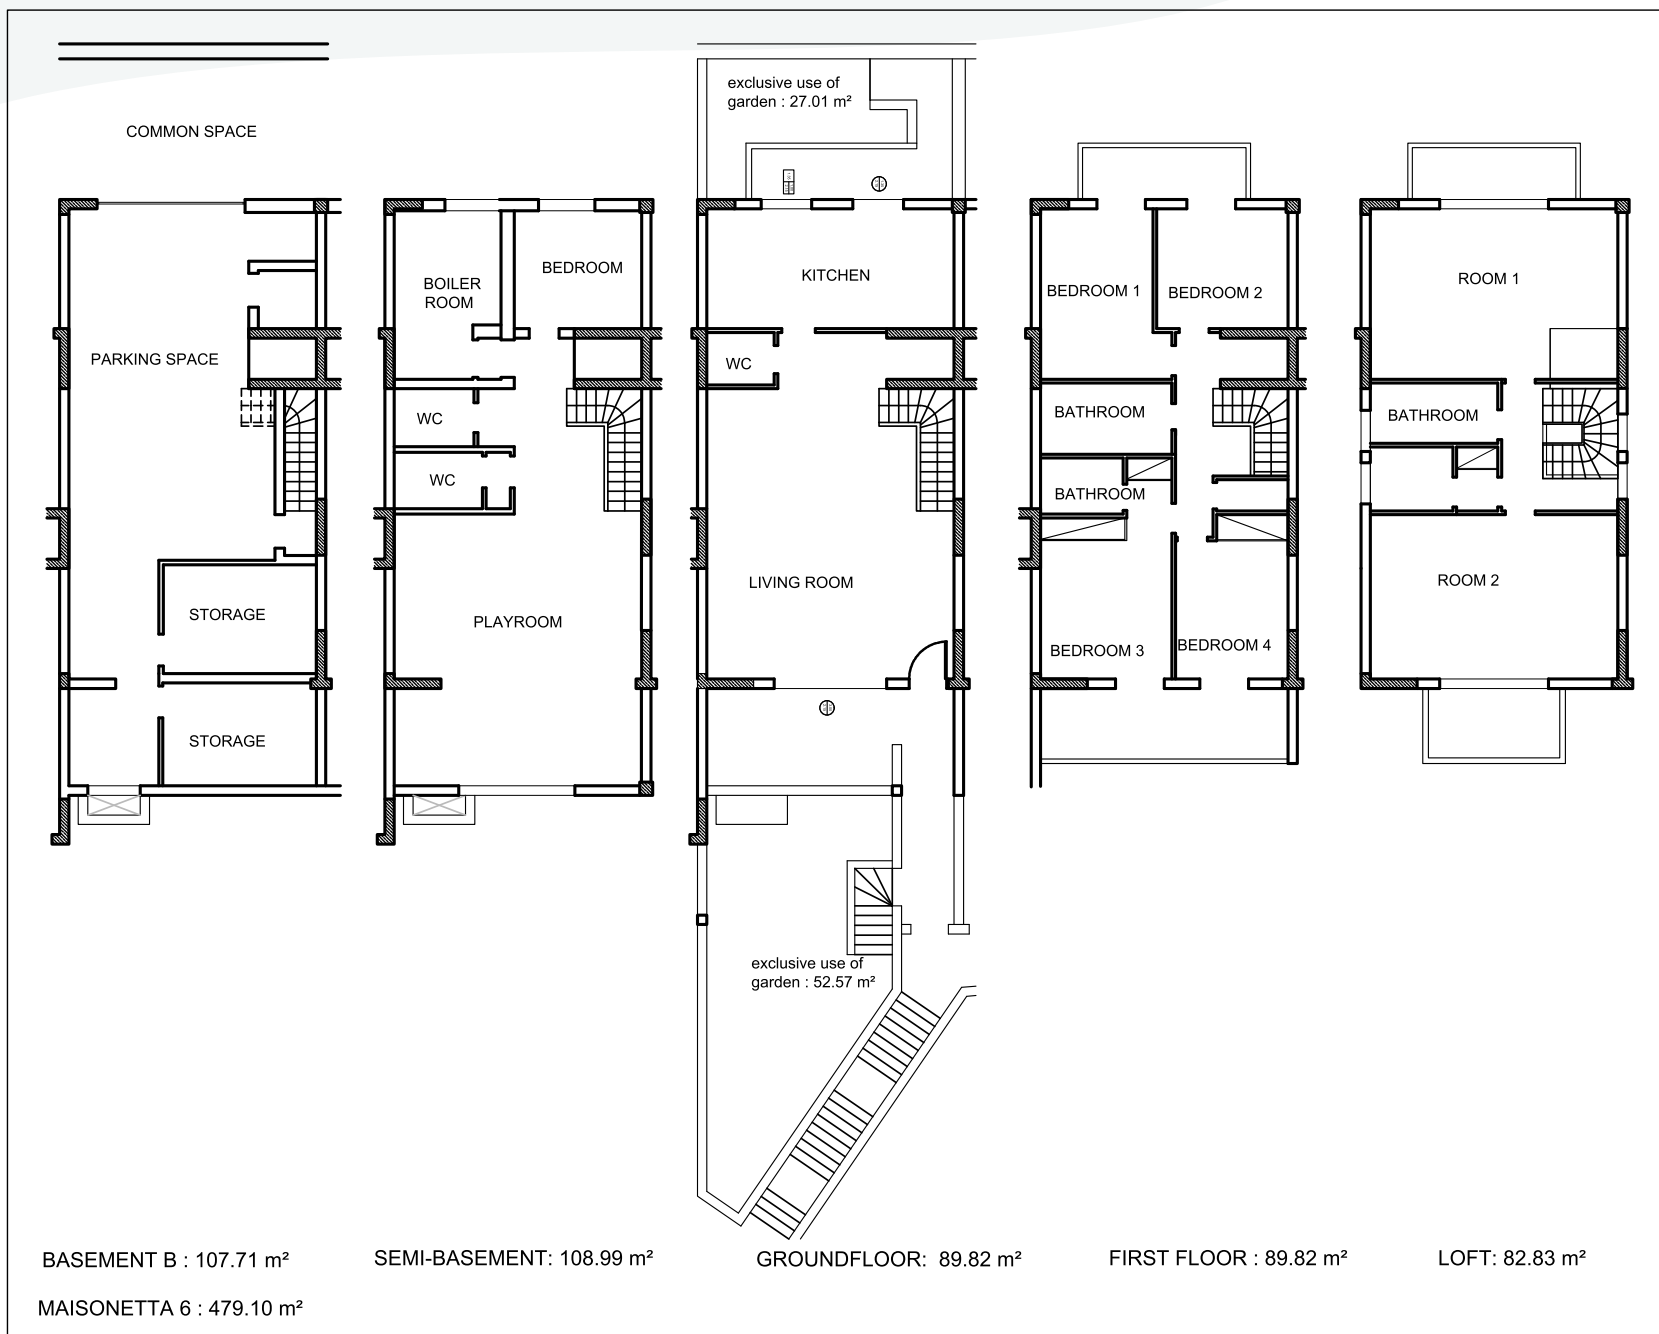 COMMON SPACE
PARKING SPACE
STORAGE
STORAGE
BOILER
ROOM
BEDROOM
WC
WC
PLAYROOM
exclusive use of
garden : 27.01 m²
KITCHEN
WC
LIVING ROOM
exclusive use of
garden : 52.57 m²
BEDROOM 1
BEDROOM 2
BATHROOM
BATHROOM
BEDROOM 3
BEDROOM 4
ROOM 1
BATHROOM
ROOM 2
BASEMENT B : 107.71 m²
SEMI-BASEMENT: 108.99 m²
GROUNDFLOOR: 89.82 m²
FIRST FLOOR : 89.82 m²
LOFT: 82.83 m²
MAISONETTA 6 : 479.10 m²